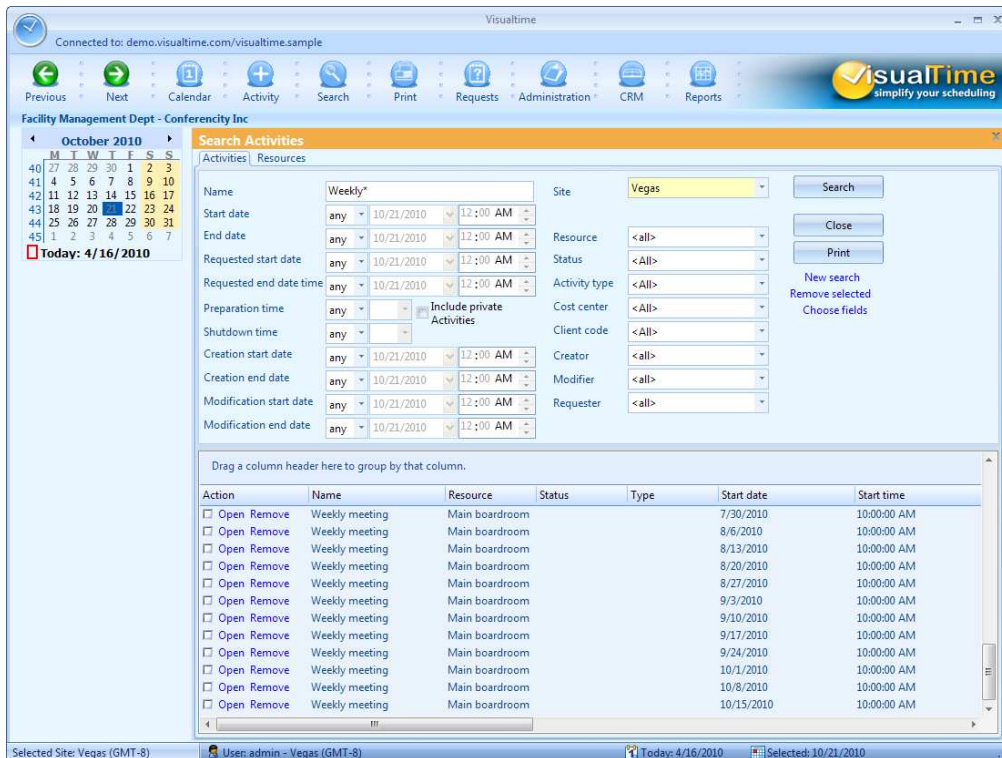 Visualtime
Connected to: demo.visualtime.com/visualtime.sample
Previous Next Calendar Activity Search Print Requests Administration CRM Reports
VisualTime
simplify your scheduling
Facility Management Dept - Conferencity Inc
October 2010
M T W T F S S
40 27 28 29 30 1 2 3
41 4 5 6 7 8 9 10
42 11 12 13 14 15 16 17
43 18 19 20 21 22 23 24
44 25 26 27 28 29 30 31
45 1 2 3 4 5 6 7
Today: 4/16/2010
Search Activities
Activities Resources
Name Weekly* Site Vegas Search
Start date any 10/21/2010 12:00 AM
Close
End date any 10/21/2010 12:00 AM Resource <all>
Print
Requested start date any 10/21/2010 12:00 AM Status <All>
New search
Requested end date time any 10/21/2010 12:00 AM Activity type <All>
Remove selected
Preparation time any Include private Activities Cost center <All>
Choose fields
Shutdown time any Client code <All>
Creation start date any 10/21/2010 12:00 AM Creator <all>
Creation end date any 10/21/2010 12:00 AM Modifier <all>
Modification start date any 10/21/2010 12:00 AM Requester <all>
Modification end date any 10/21/2010 12:00 AM
Drag a column header here to group by that column.
Action Name Resource Status Type Start date Start time
Open Remove Weekly meeting Main boardroom 7/30/2010 10:00:00 AM
Open Remove Weekly meeting Main boardroom 8/6/2010 10:00:00 AM
Open Remove Weekly meeting Main boardroom 8/13/2010 10:00:00 AM
Open Remove Weekly meeting Main boardroom 8/20/2010 10:00:00 AM
Open Remove Weekly meeting Main boardroom 8/27/2010 10:00:00 AM
Open Remove Weekly meeting Main boardroom 9/3/2010 10:00:00 AM
Open Remove Weekly meeting Main boardroom 9/10/2010 10:00:00 AM
Open Remove Weekly meeting Main boardroom 9/17/2010 10:00:00 AM
Open Remove Weekly meeting Main boardroom 9/24/2010 10:00:00 AM
Open Remove Weekly meeting Main boardroom 10/1/2010 10:00:00 AM
Open Remove Weekly meeting Main boardroom 10/8/2010 10:00:00 AM
Open Remove Weekly meeting Main boardroom 10/15/2010 10:00:00 AM
Selected Site: Vegas (GMT-8) User: admin - Vegas (GMT-8) Today: 4/16/2010 Selected: 10/21/2010